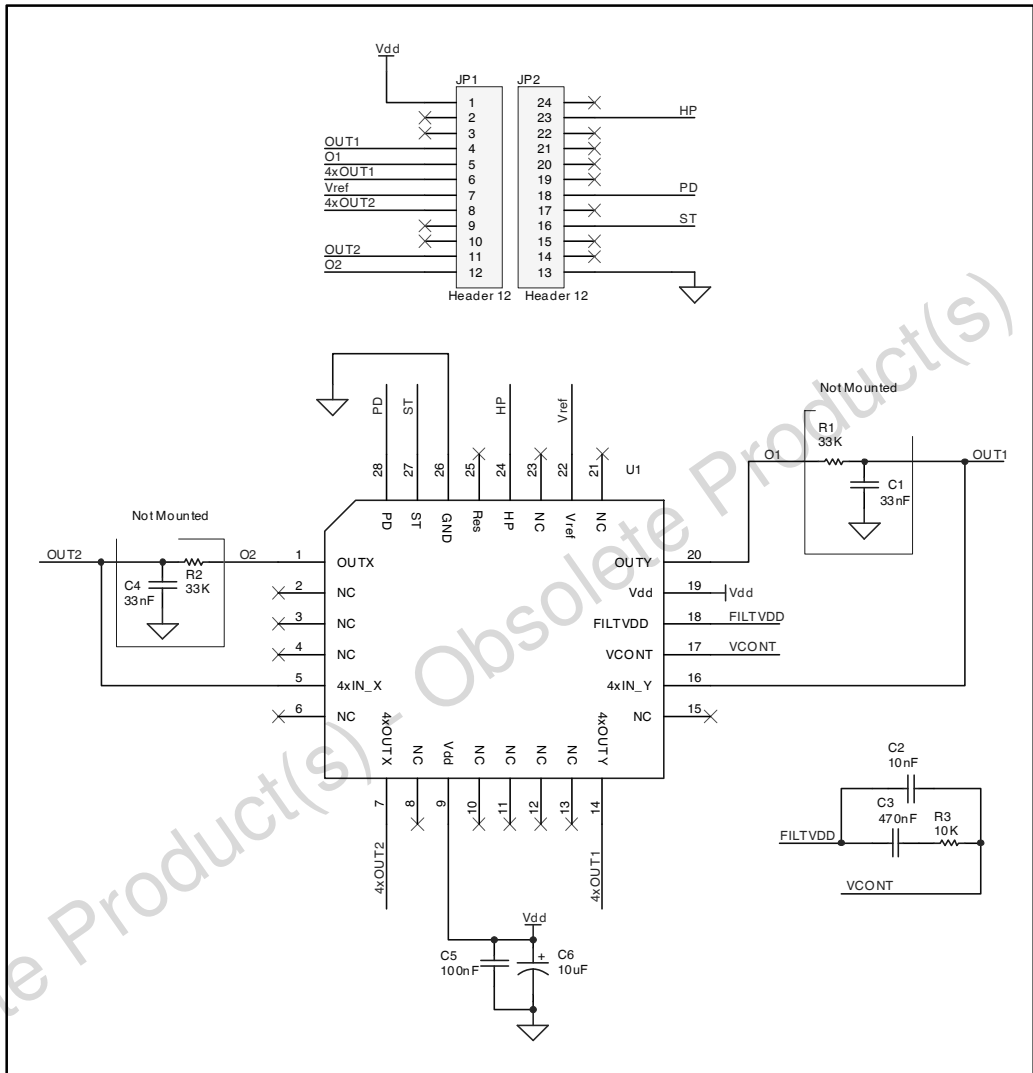 Vdd
JP1 JP2
1 24
2 23 HP
3 22
OUT1 4 21
O1 5 20
4xOUT1 6 19
Vref 7 18 PD
4xOUT2 8 17
9 16 ST
10 15
OUT2 11 14
O2 12 13
Header 12 Header 12
PD ST HP Vref
28 27 26 25 24 23 22 21 U1
PD ST GND Res HP NC Vref NC
Not Mounted
R1
33K
O1 OUT1
C1
33nF
Not Mounted
OUT2 O2 1 OUTX
R2
33K
C4
33nF
2 NC
3 NC
4 NC
5 4xIN_X
6 NC
OUTY 20
Vdd 19 Vdd
FILTVDD 18 FILTVDD
VCONT 17 VCONT
4xIN_Y 16
NC 15
4xOUTX NC Vdd NC NC NC NC 4xOUTY
7 8 9 10 11 12 13 14
4xOUT2 4xOUT1
C2
10nF
C3
470nF
R3
10K
FILTVDD
VCONT
Vdd
C5
100nF
+ C6
10uF
te Product(s) - Obsolete Product(s)